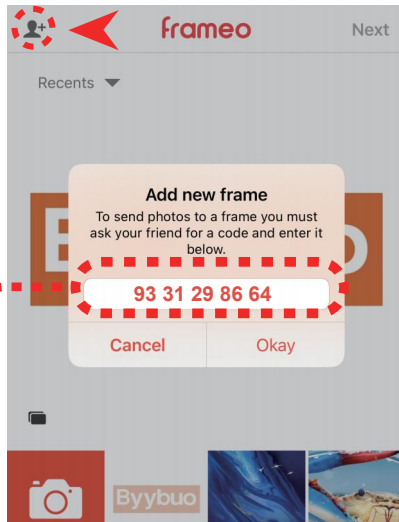 frameo
Next
Recents
Add new frame
To send photos to a frame you must
ask your friend for a code and enter it
below.
93 31 29 86 64
Cancel
Okay
Byybuo